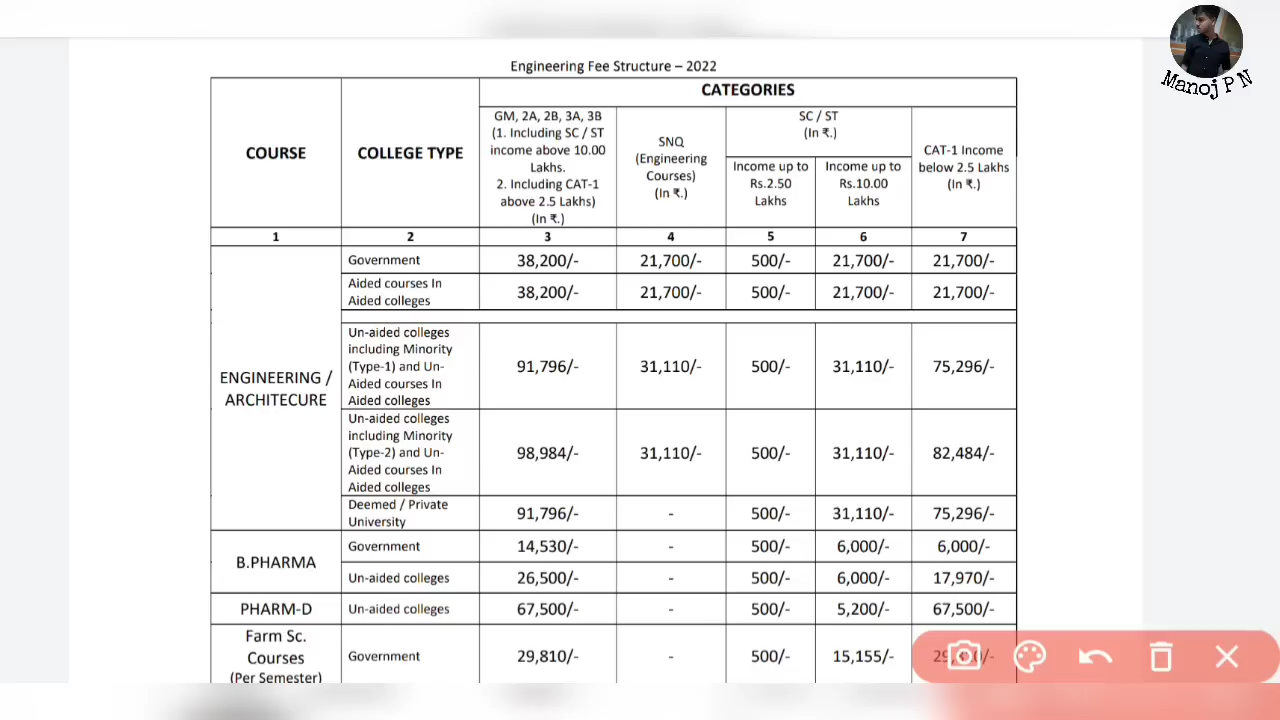 Manoj P N
Engineering Fee Structure – 2022
COURSE
COLLEGE TYPE
CATEGORIES
GM, 2A, 2B, 3A, 3B
(1. Including SC / ST
income above 10.00
Lakhs.
2. Including CAT-1
above 2.5 Lakhs)
(In ₹.)
SNQ
(Engineering
Courses)
(In ₹.)
SC / ST
(In ₹.)
Income up to
Rs.2.50
Lakhs
Income up to
Rs.10.00
Lakhs
CAT-1 Income
below 2.5 Lakhs
(In ₹.)
1 2 3 4 5 6 7
ENGINEERING /
ARCHITECURE
Government
38,200/- 21,700/- 500/- 21,700/- 21,700/-
Aided courses In
Aided colleges
38,200/- 21,700/- 500/- 21,700/- 21,700/-
Un-aided colleges
including Minority
(Type-1) and Un-
Aided courses In
Aided colleges
91,796/- 31,110/- 500/- 31,110/- 75,296/-
Un-aided colleges
including Minority
(Type-2) and Un-
Aided courses In
Aided colleges
98,984/- 31,110/- 500/- 31,110/- 82,484/-
Deemed / Private
University
91,796/- - 500/- 31,110/- 75,296/-
B.PHARMA
Government
14,530/- - 500/- 6,000/- 6,000/-
Un-aided colleges
26,500/- - 500/- 6,000/- 17,970/-
PHARM-D
Un-aided colleges
67,500/- - 500/- 5,200/- 67,500/-
Farm Sc.
Courses
(Per Semester)
Government
29,810/- - 500/- 15,155/-